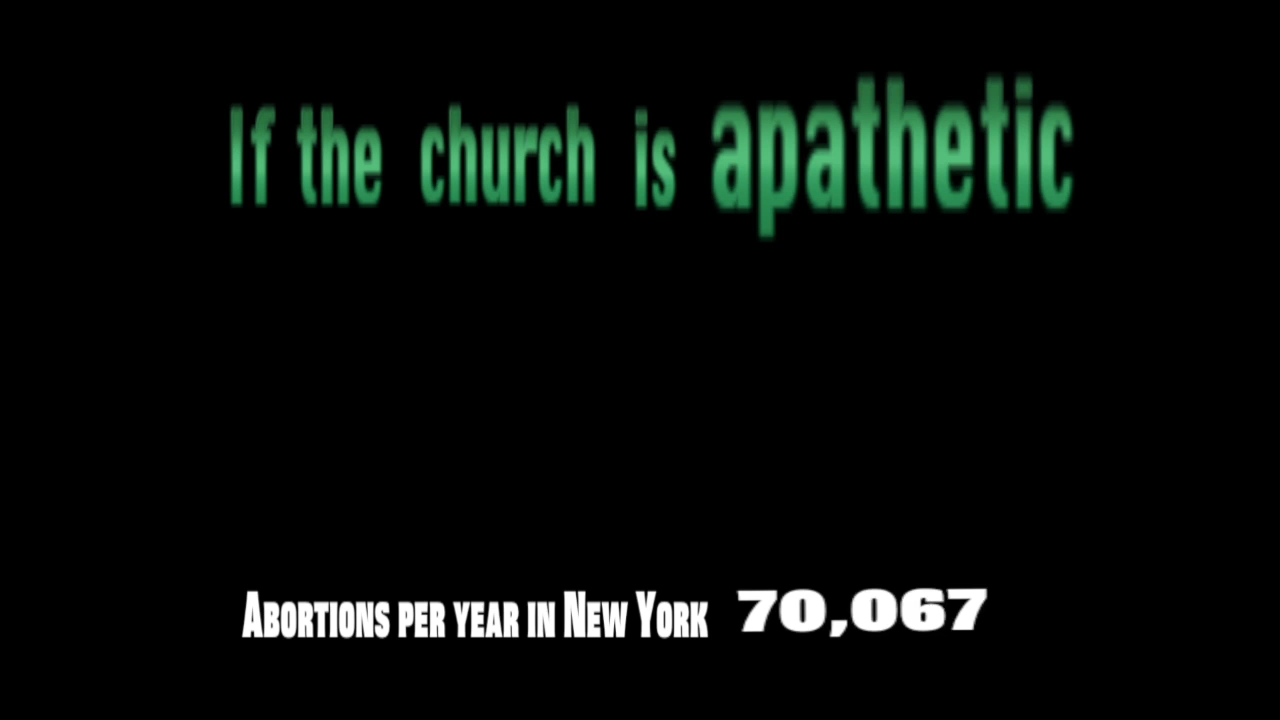 If the church is apathetic
Abortions per year in New York 70,067